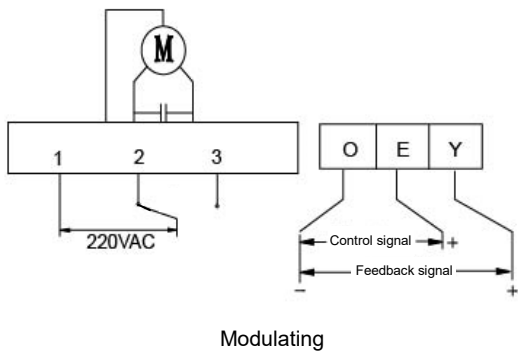 M
1 2 3
O E Y
220VAC
Control signal +
Feedback signal
− +
Modulating